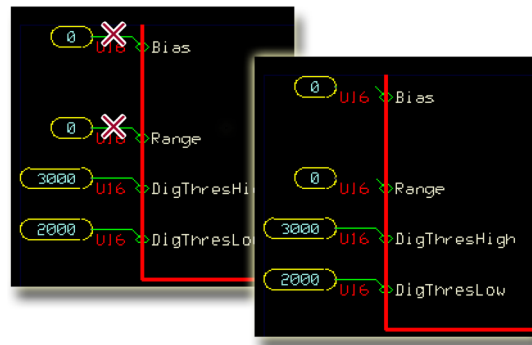 0 U16 Bias
0 U16 Range
3000 U16 DigThresHi
2000 U16 DigThresLo
0 U16 Bias
0 U16 Range
3000 U16 DigThresHigh
2000 U16 DigThresLow